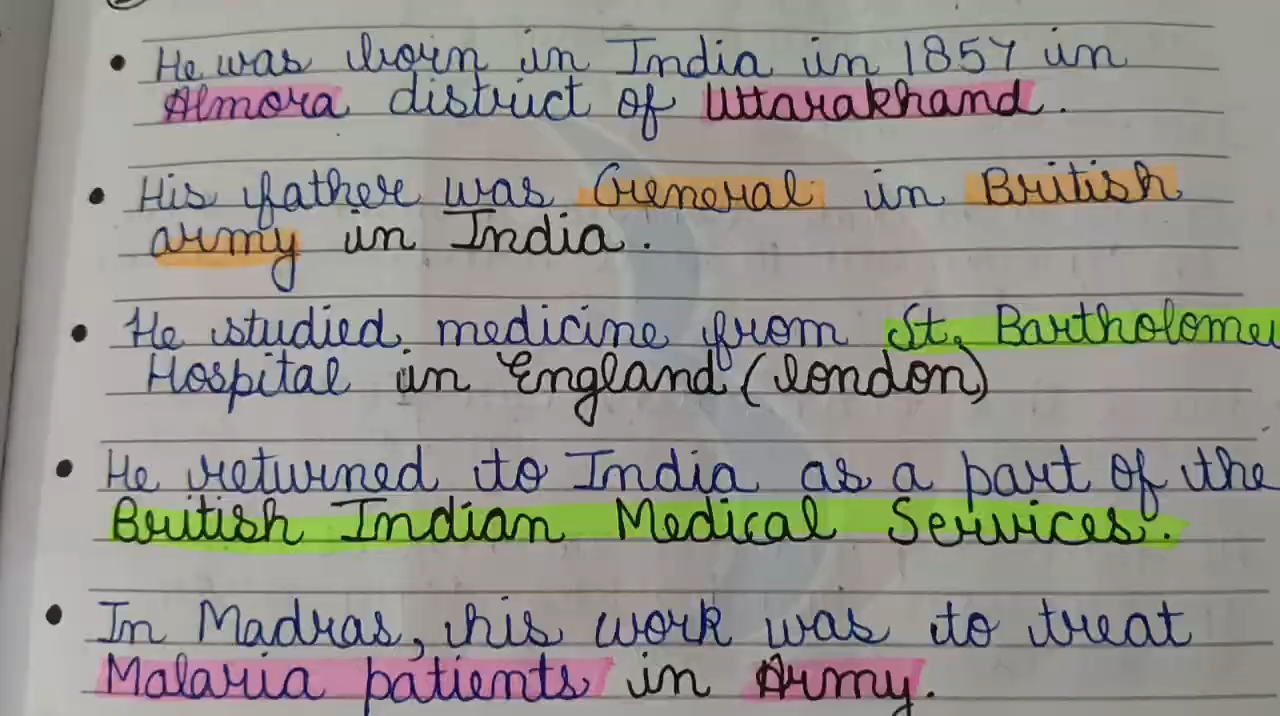 • He was born in India in 1857 in
Almora district of Uttarakhand.
• His father was General in British
army in India.
• He studied medicine from St. Bartholomew
Hospital in England (london)
• He returned to India as a part of the
British Indian Medical Services.
• In Madras, his work was to treat
Malaria patients in Army.